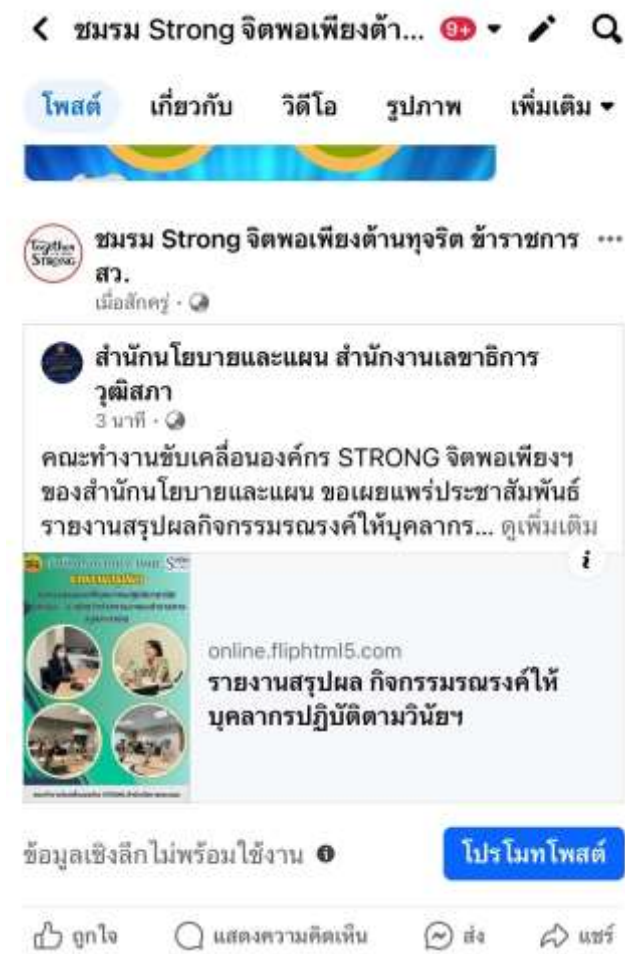 ชมรม Strong จิตพอเพียงต้า... 9+
โพสต์ เกี่ยวกับ วิดีโอ รูปภาพ เพิ่มเติม
Together
STRONG
ชมรม Strong จิตพอเพียงต้านทุจริต ข้าราชการ
สว.
เมื่อสักครู่ ·
สำนักนโยบายและแผน สำนักงานเลขาธิการ
วุฒิสภา
3 นาที ·
คณะทำงานขับเคลื่อนองค์กร STRONG จิตพอเพียงฯ
ของสำนักนโยบายและแผน ขอเผยแพร่ประชาสัมพันธ์
รายงานสรุปผลกิจกรรมรณรงค์ให้บุคลากร... ดูเพิ่มเติม
online.fliphtml5.com
รายงานสรุปผล กิจกรรมรณรงค์ให้
บุคลากรปฏิบัติตามวินัยฯ
ข้อมูลเชิงลึกไม่พร้อมใช้งาน
โปรโมทโพสต์
ถูกใจ แสดงความคิดเห็น ส่ง แชร์